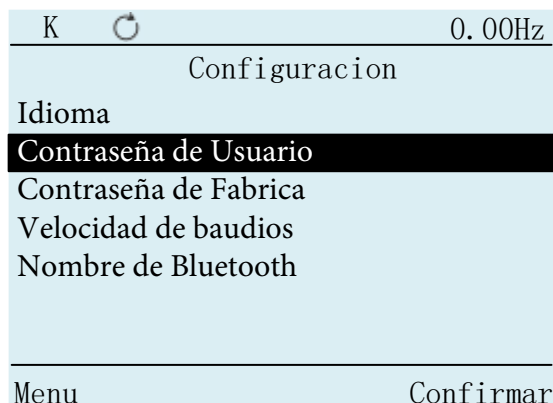 K 0.00Hz
Configuracion
Idioma
Contraseña de Usuario
Contraseña de Fabrica
Velocidad de baudios
Nombre de Bluetooth
Menu Confirmar